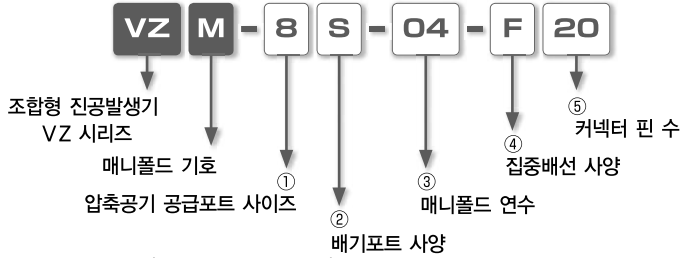 VZ M - 8 S - 04 - F 20
조합형 진공발생기
VZ 시리즈
매니폴드 기호
①
압축공기 공급포트 사이즈
②
배기포트 사양
③
매니폴드 연수
④
집중배선 사양
⑤
커넥터 핀 수